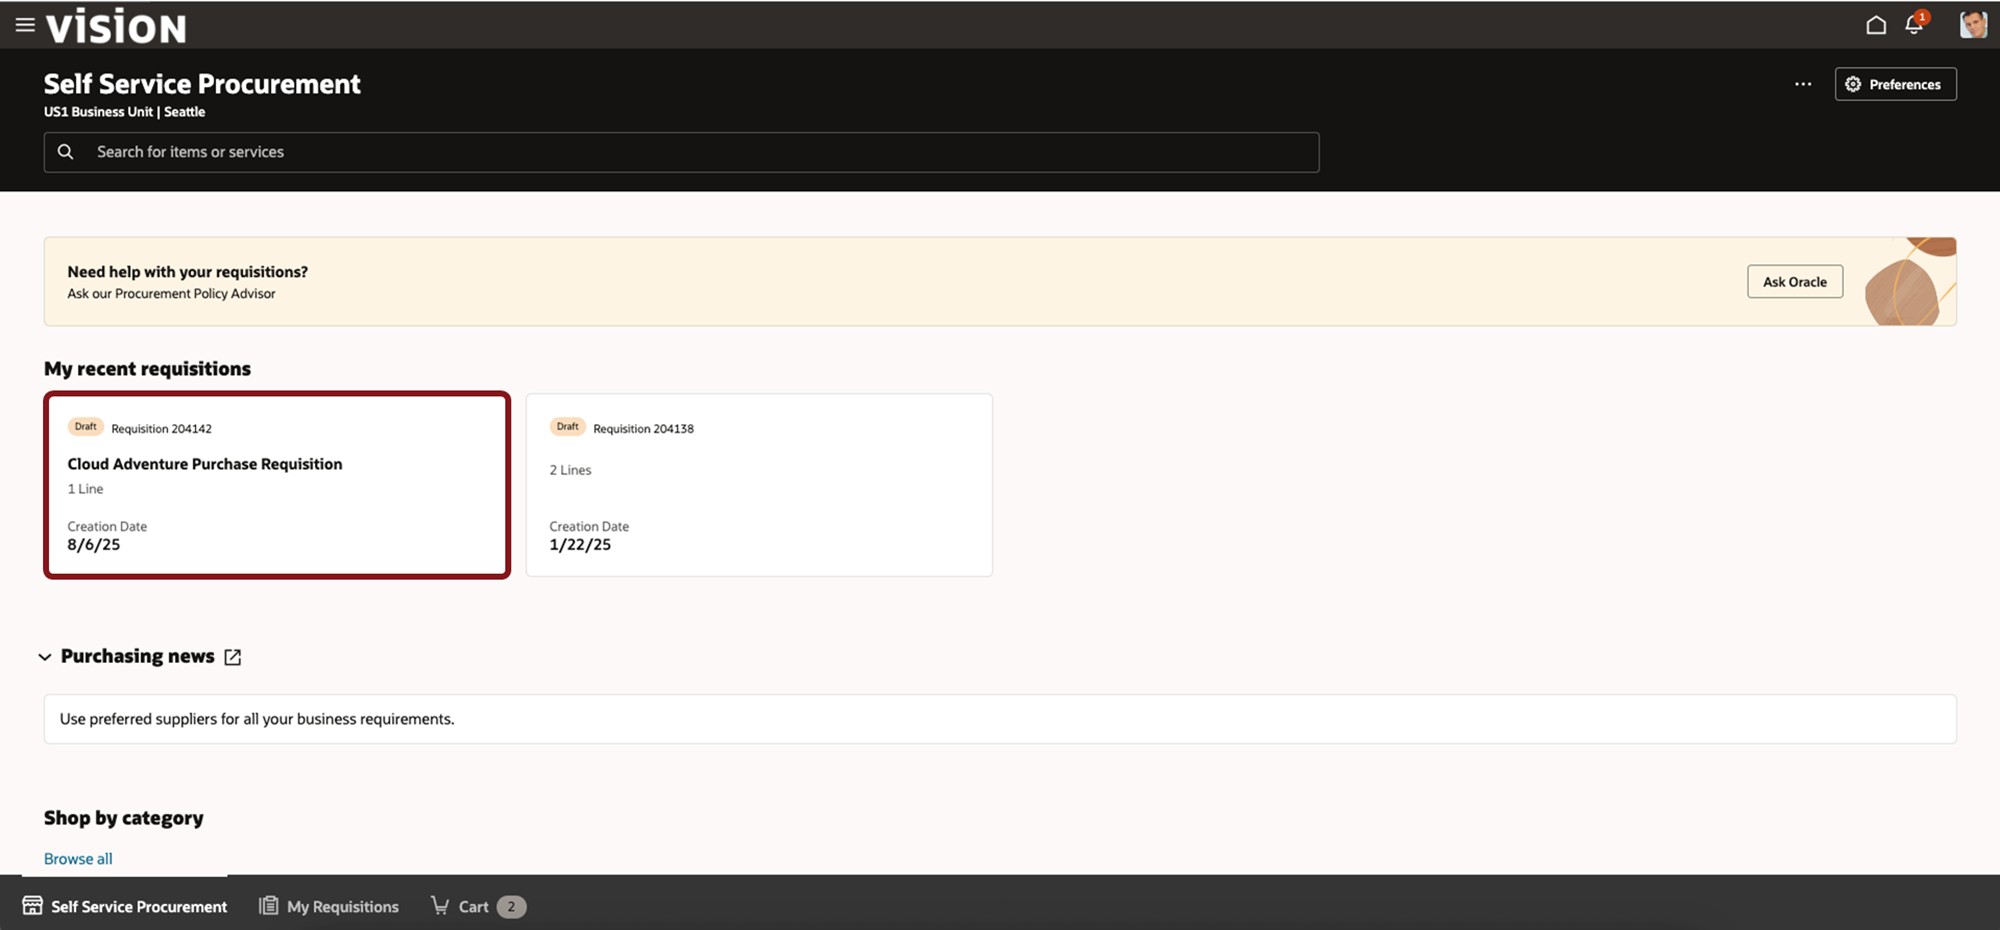 vision
1
Self Service Procurement
US1 Business Unit | Seattle
Preferences
Search for items or services
Need help with your requisitions?
Ask our Procurement Policy Advisor
Ask Oracle
My recent requisitions
Draft Requisition 204142
Cloud Adventure Purchase Requisition
1 Line
Creation Date
8/6/25
Draft Requisition 204138
2 Lines
Creation Date
1/22/25
Purchasing news
Use preferred suppliers for all your business requirements.
Shop by category
Browse all
Self Service Procurement
My Requisitions
Cart 2